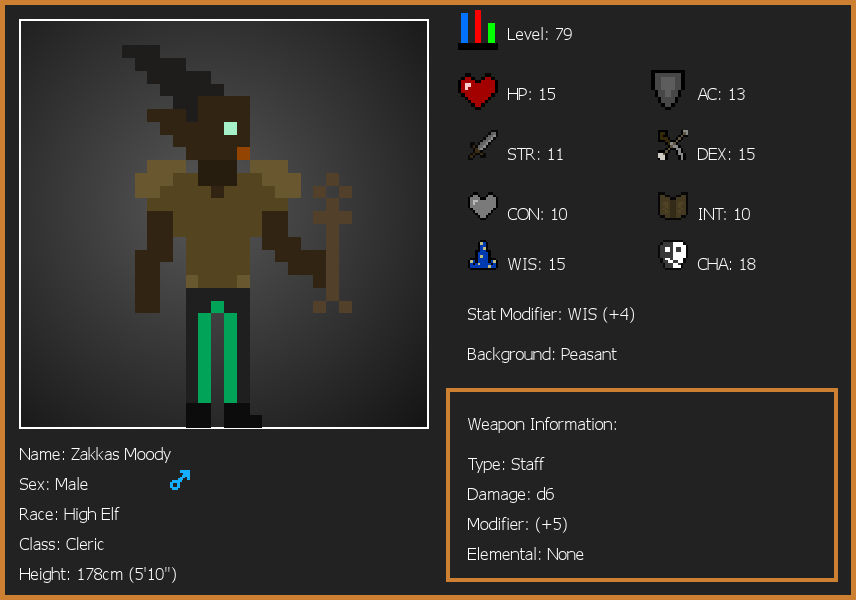 Level: 79
HP: 15
AC: 13
STR: 11
DEX: 15
CON: 10
INT: 10
WIS: 15
CHA: 18
Stat Modifier: WIS (+4)
Background: Peasant
Weapon Information:
Type: Staff
Damage: d6
Modifier: (+5)
Elemental: None
Name: Zakkas Moody
Sex: Male
Race: High Elf
Class: Cleric
Height: 178cm (5'10")